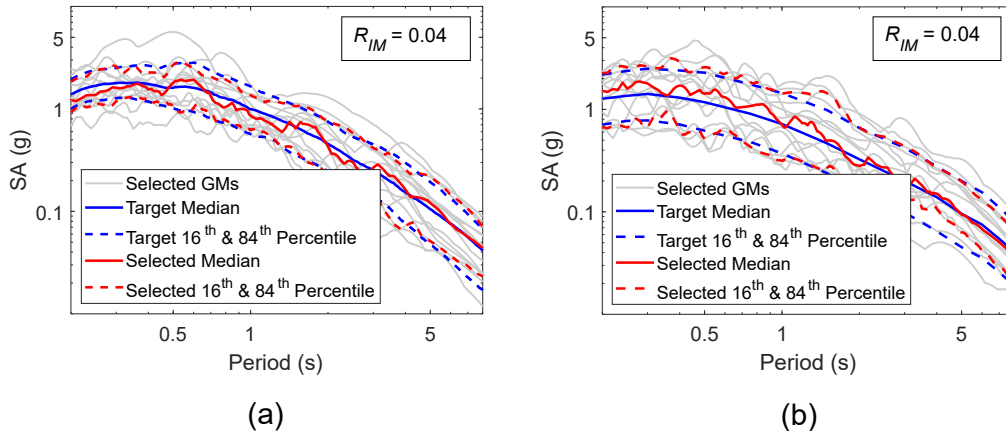 R_IM = 0.04
10
1
0.1
SA (g)
Selected GMs
Target Median
Target 16th & 84th Percentile
Selected Median
Selected 16th & 84th Percentile
0.5
1
5
Period (s)
(a)
R_IM = 0.04
10
1
0.1
SA (g)
Selected GMs
Target Median
Target 16th & 84th Percentile
Selected Median
Selected 16th & 84th Percentile
0.5
1
5
Period (s)
(b)